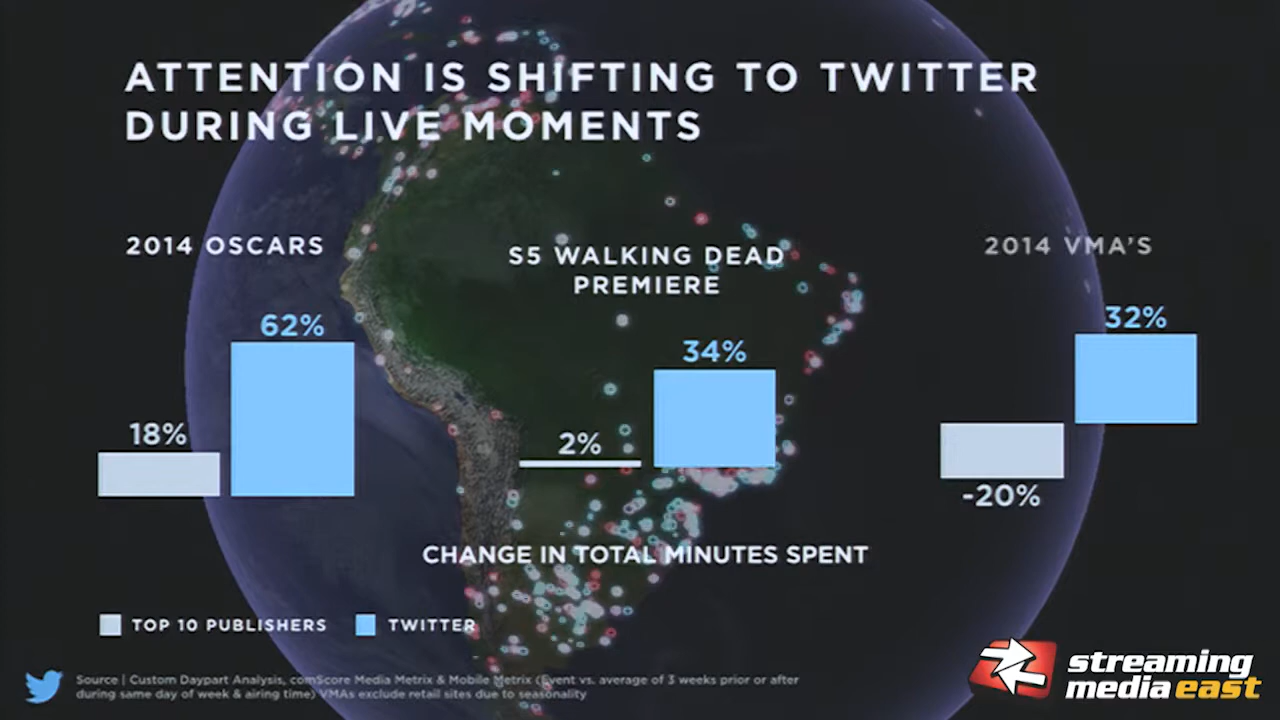 ATTENTION IS SHIFTING TO TWITTER
DURING LIVE MOMENTS
2014 OSCARS
18%
62%
S5 WALKING DEAD
PREMIERE
2%
34%
2014 VMA'S
-20%
32%
CHANGE IN TOTAL MINUTES SPENT
TOP 10 PUBLISHERS
TWITTER
Source | Custom Daypart Analysis, comScore Media Metrix & Mobile Metrix (Event vs. average of 3 weeks prior or after
during same day of week & airing time) VMAs exclude retail sites due to seasonality
streaming
media east